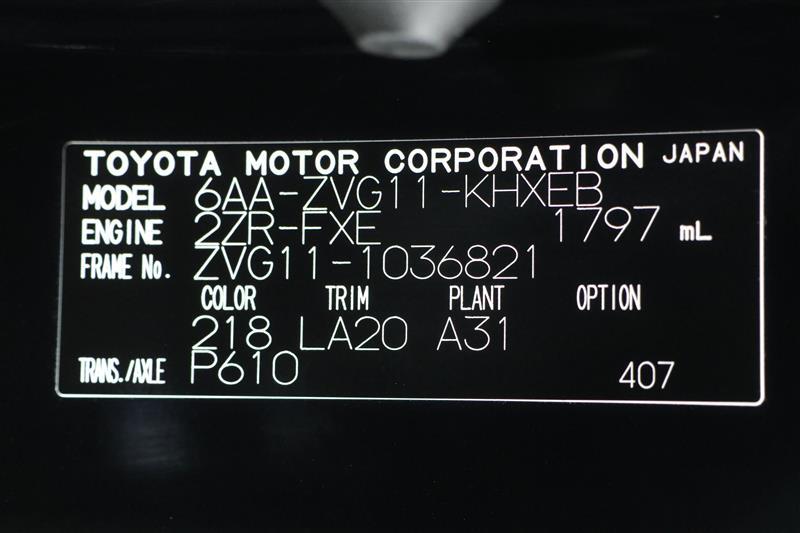 TOYOTA MOTOR CORPORATION JAPAN
MODEL 6AA-ZVG11-KHXEB
ENGINE 2ZR-FXE 1797 mL
FRAME No. ZVG11-1036821
COLOR TRIM PLANT OPTION
218 LA20 A31
TRANS./AXLE P610 407